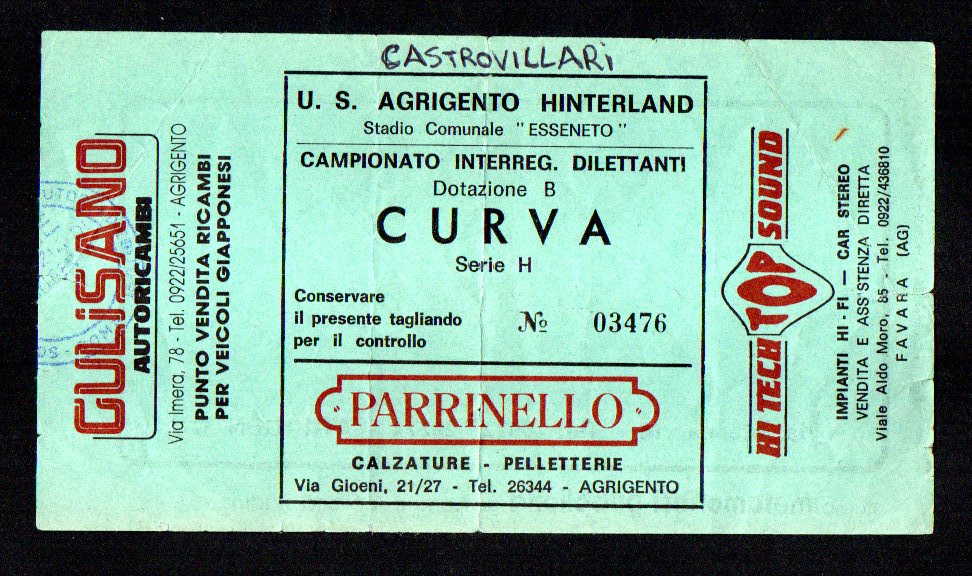 CASTROVILLARi
U. S. AGRIGENTO HINTERLAND
Stadio Comunale "ESSENETO"
CAMPIONATO INTERREG. DILETTANTI
Dotazione B
CURVA
Serie H
Conservare
il presente tagliando
per il controllo
№ 03476
PARRINELLO
CALZATURE - PELLETTERIE
Via Gioeni, 21/27 - Tel. 26344 - AGRIGENTO
GULiSANO
AUTORICAMBI
Via Imera, 78 - Tel. 0922/25651 - AGRIGENTO
PUNTO VENDITA RICAMBI
PER VEICOLI GIAPPONESI
HI TECH TOP SOUND
IMPIANTI HI - FI — CAR STEREO
VENDITA E ASS'STENZA DIRETTA
Viale Aldo Moro, 85 - Tel. 0922/436810
FAVARA (AG)